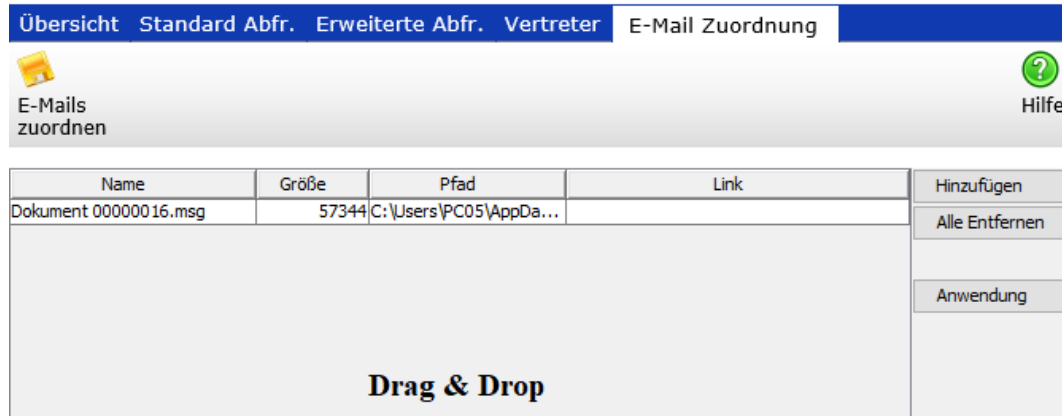 Übersicht Standard Abfr. Erweiterte Abfr. Vertreter E-Mail Zuordnung
E-Mails
zuordnen
Hilfe
Name Größe Pfad Link
Dokument 00000016.msg 57344 C:\Users\PC05\AppDa...
Hinzufügen
Alle Entfernen
Anwendung
Drag & Drop